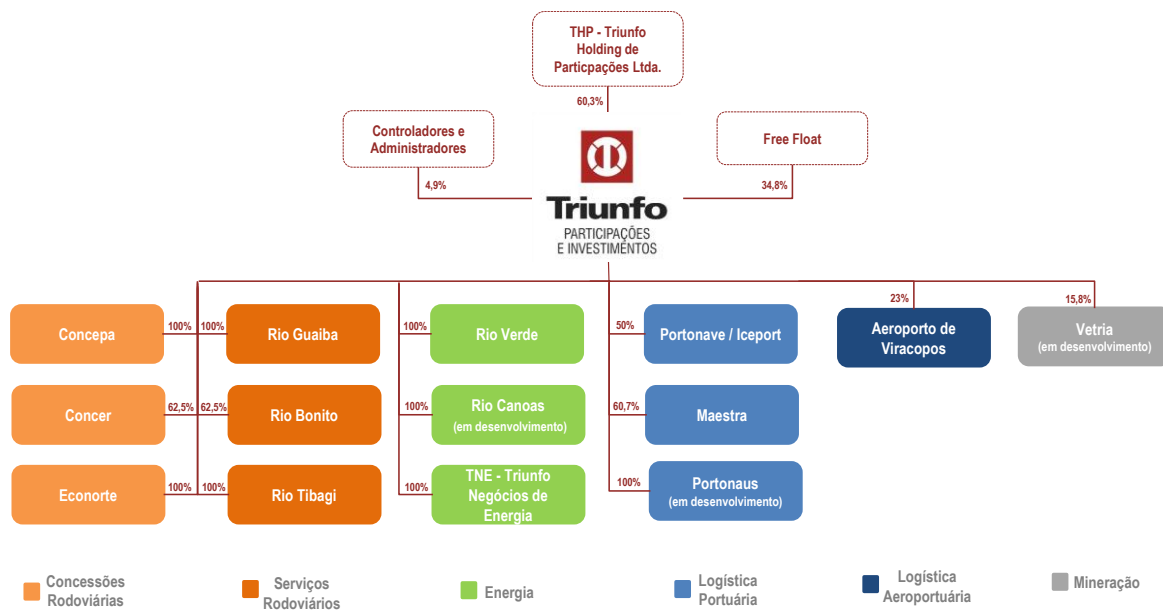 THP - Triunfo
Holding de
Particpações Ltda.
60,3%
Controladores e
Administradores
4,9%
Free Float
34,8%
Triunfo
PARTICIPAÇÕES
E INVESTIMENTOS
23%
15,8%
Concepa
100%
100%
Rio Guaiba
100%
Rio Verde
50%
Portonave / Iceport
Aeroporto de
Viracopos
Vetria
(em desenvolvimento)
Concer
62,5%
62,5%
Rio Bonito
100%
Rio Canoas
(em desenvolvimento)
60,7%
Maestra
Econorte
100%
100%
Rio Tibagi
100%
TNE - Triunfo
Negócios de
Energia
100%
Portonaus
(em desenvolvimento)
Concessões
Rodoviárias
Serviços
Rodoviários
Energia
Logística
Portuária
Logística
Aeroportuária
Mineração